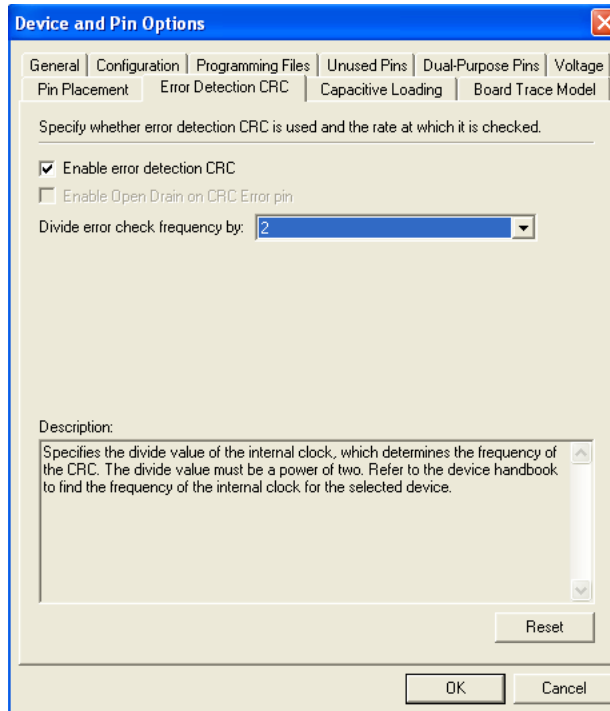 Device and Pin Options
General Configuration Programming Files Unused Pins Dual-Purpose Pins Voltage
Pin Placement Error Detection CRC Capacitive Loading Board Trace Model
Specify whether error detection CRC is used and the rate at which it is checked.
Enable error detection CRC
Enable Open Drain on CRC Error pin
Divide error check frequency by: 2
Description:
Specifies the divide value of the internal clock, which determines the frequency of
the CRC. The divide value must be a power of two. Refer to the device handbook
to find the frequency of the internal clock for the selected device.
Reset
OK Cancel